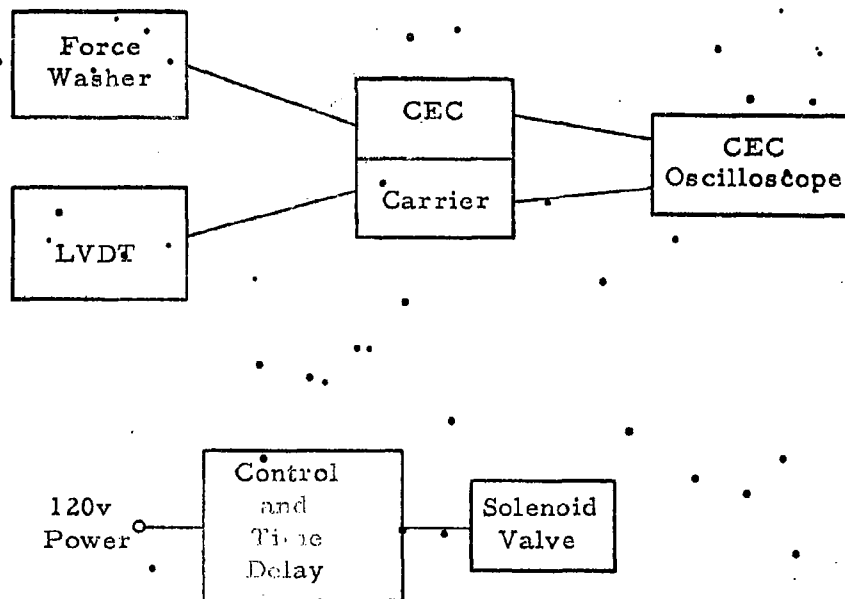 Force
Washer
CEC
Carrier
CEC
Oscilloscope
LVDT
120v
Power
Control
and
Time
Delay
Solenoid
Valve